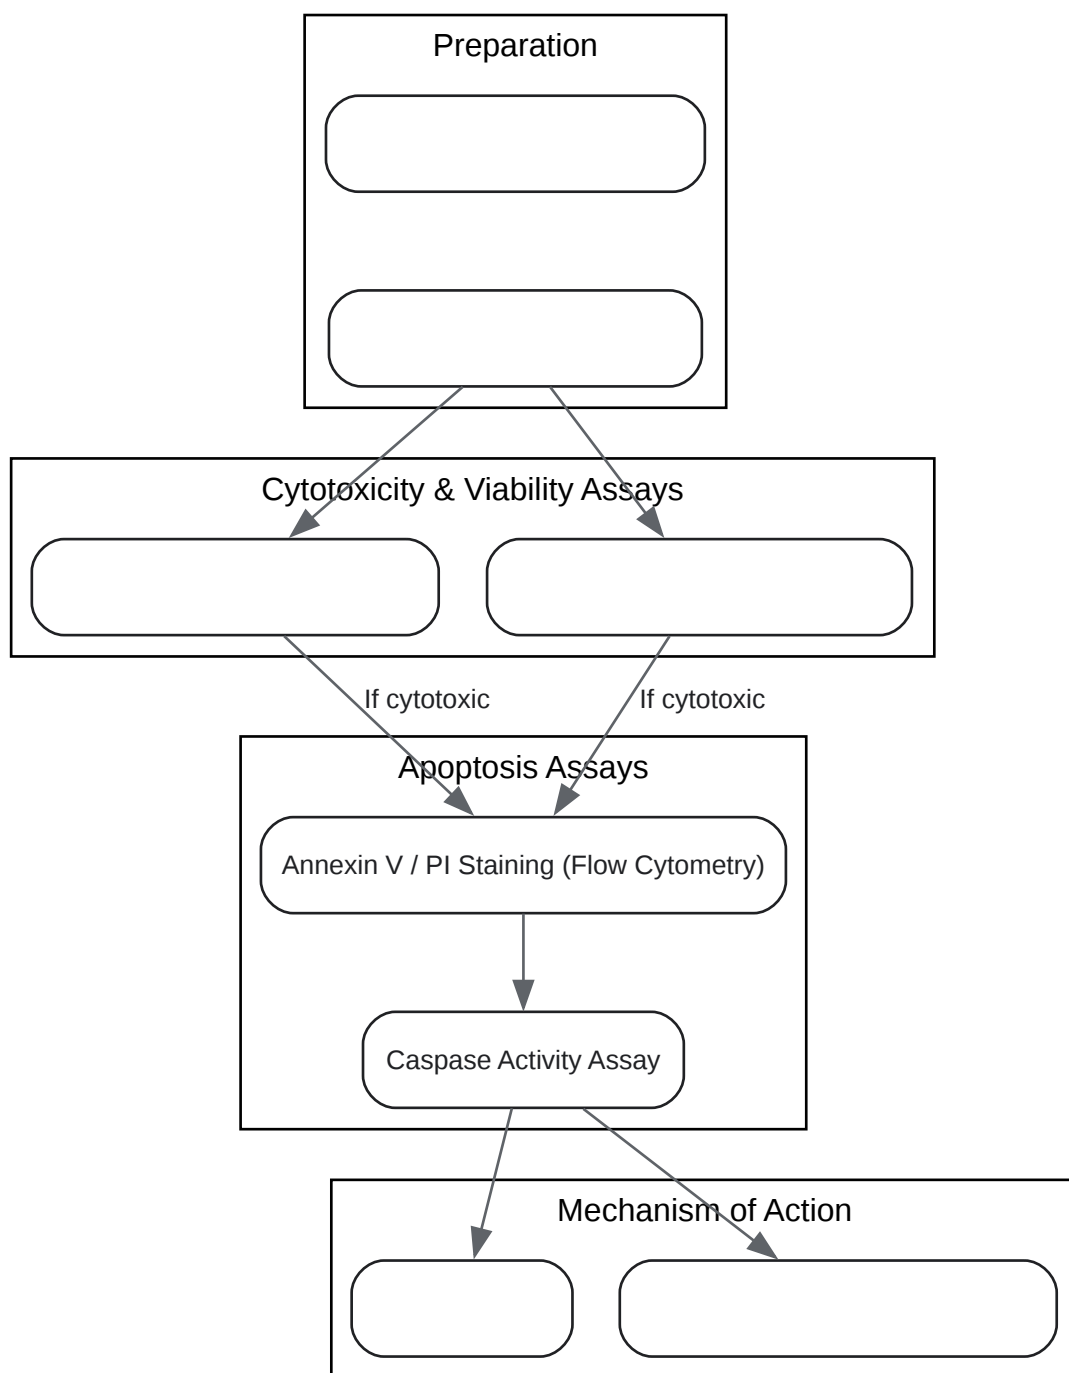 Preparation
Cytotoxicity & Viability Assays
If cytotoxic
If cytotoxic
Apoptosis Assays
Annexin V / PI Staining (Flow Cytometry)
Caspase Activity Assay
Mechanism of Action